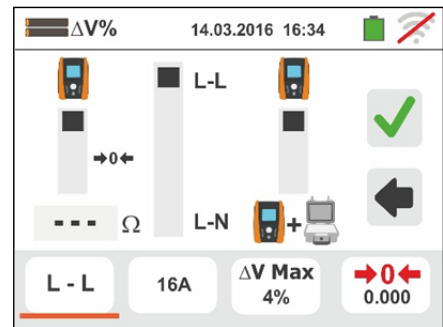 ΔV%
14.03.2016 16:34
L-L
→0←
- - - Ω
L-N
+
L - L
16A
ΔV Max
4%
→0←
0.000